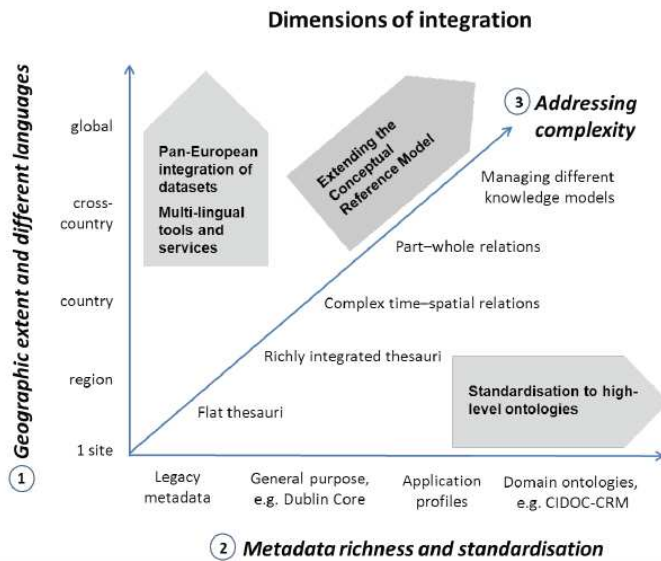 Dimensions of integration
1 Geographic extent and different languages
global
cross-
country
country
region
1 site
Pan-European
integration of
datasets
Multi-lingual
tools and
services
Extending the
Conceptual
Reference Model
3 Addressing
complexity
Managing different
knowledge models
Part–whole relations
Complex time–spatial relations
Richly integrated thesauri
Flat thesauri
Standardisation to high-
level ontologies
Legacy
metadata
General purpose,
e.g. Dublin Core
Application
profiles
Domain ontologies,
e.g. CIDOC-CRM
2 Metadata richness and standardisation